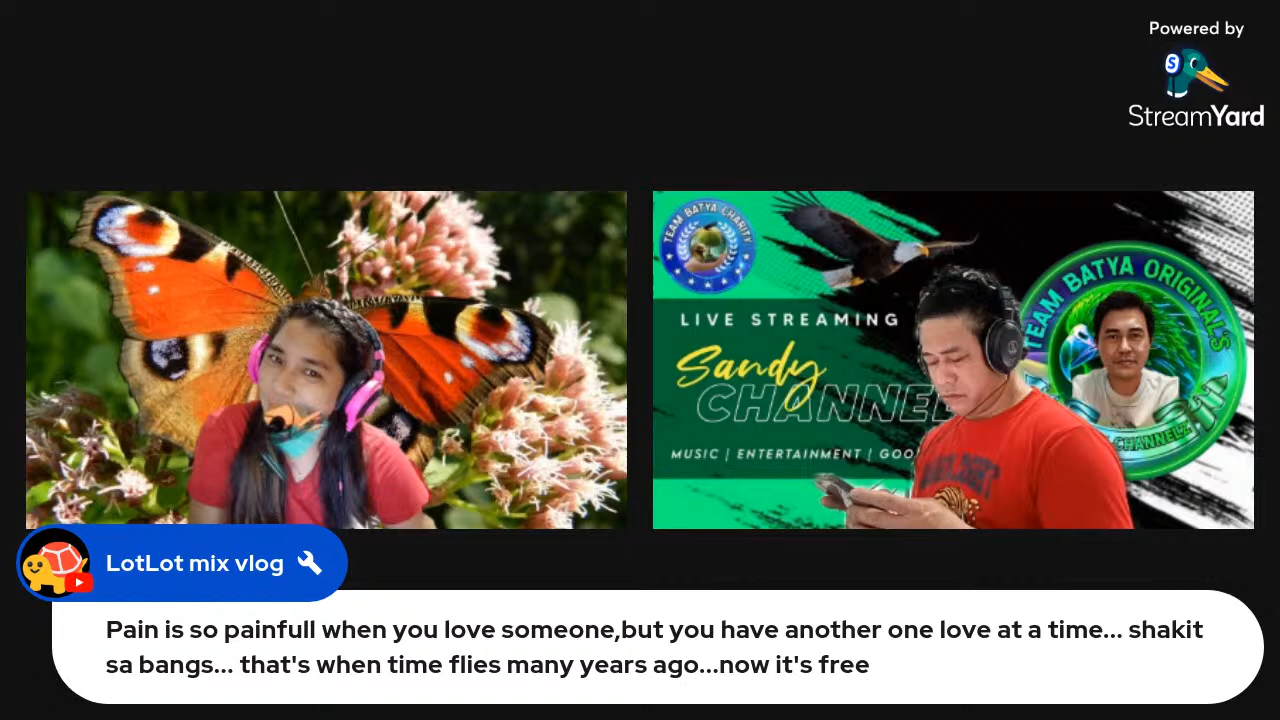 Powered by
StreamYard
TEAM BATYA CHARITY
LIVE STREAMING
Sandy
CHANNEL
MUSIC | ENTERTAINMENT |
TEAM BATYA ORIGINAL'S
LotLot mix vlog
Pain is so painfull when you love someone,but you have another one love at a time... shakit
sa bangs... that's when time flies many years ago...now it's free